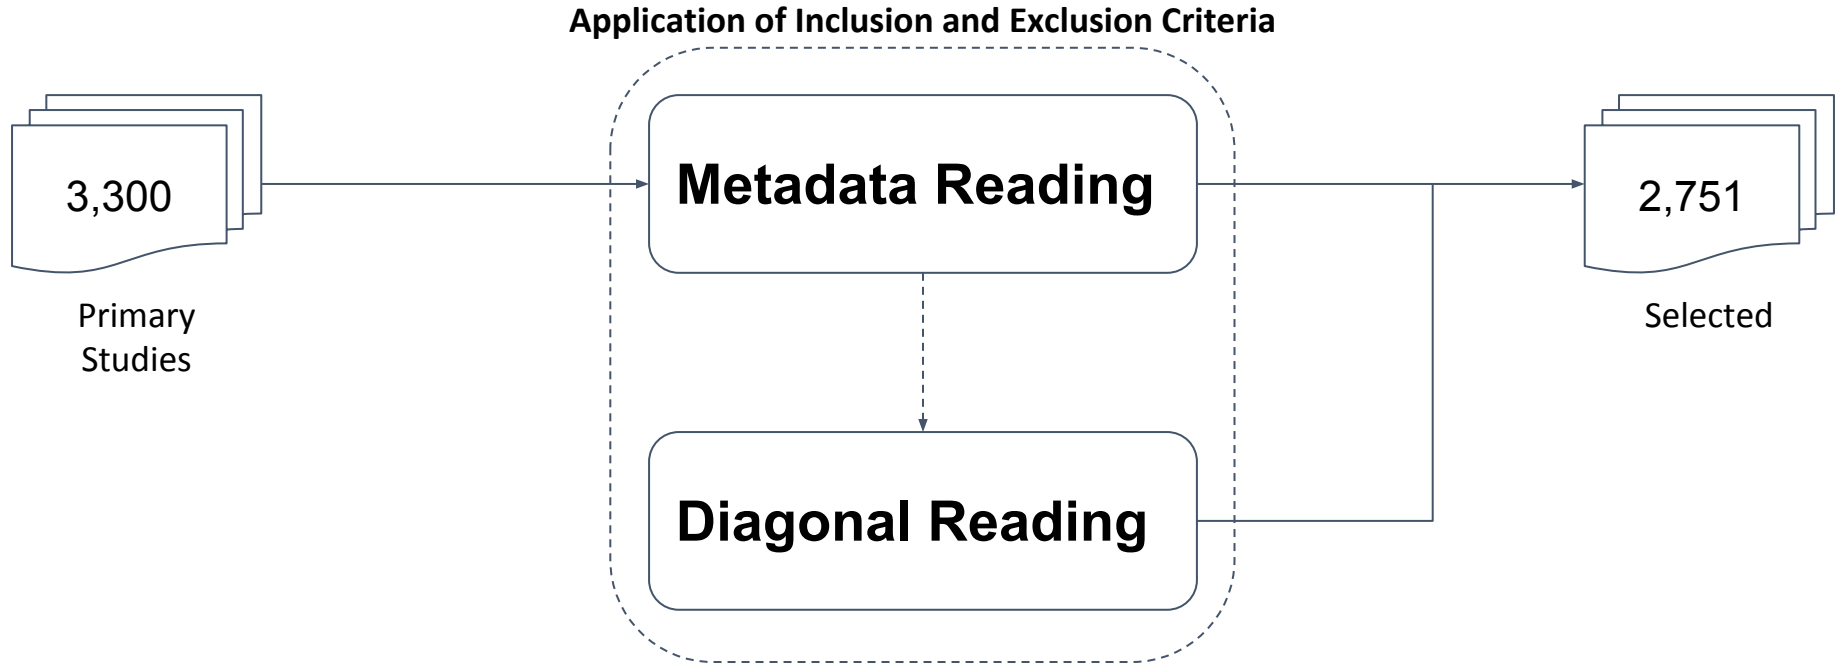 Application of Inclusion and Exclusion Criteria
3,300
Primary
Studies
Metadata Reading
Diagonal Reading
2,751
Selected